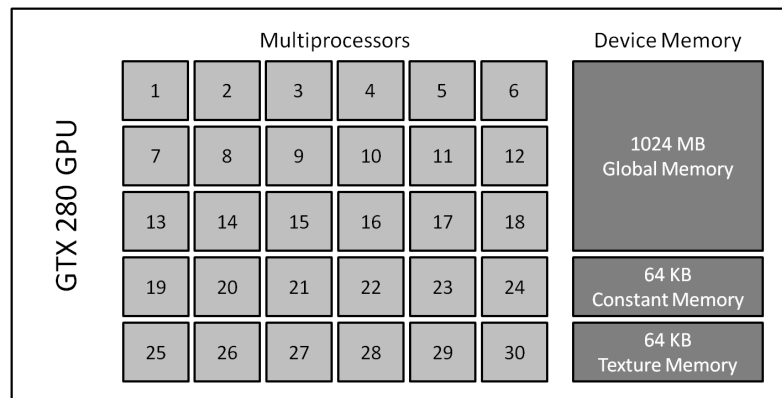 Multiprocessors
Device Memory
GTX 280 GPU
1 2 3 4 5 6
7 8 9 10 11 12
13 14 15 16 17 18
19 20 21 22 23 24
25 26 27 28 29 30
1024 MB
Global Memory
64 KB
Constant Memory
64 KB
Texture Memory